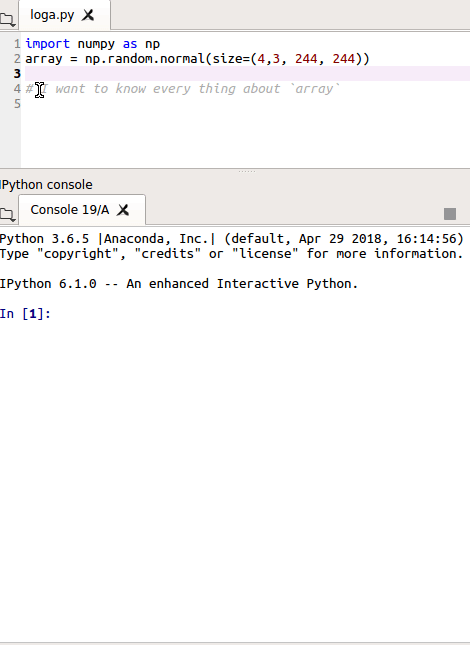 loga.py
1 import numpy as np
2 array = np.random.normal(size=(4,3, 244, 244))
3
4 # I want to know every thing about `array`
5
IPython console
Console 19/A
Python 3.6.5 |Anaconda, Inc.| (default, Apr 29 2018, 16:14:56)
Type "copyright", "credits" or "license" for more information.
IPython 6.1.0 -- An enhanced Interactive Python.
In [1]: